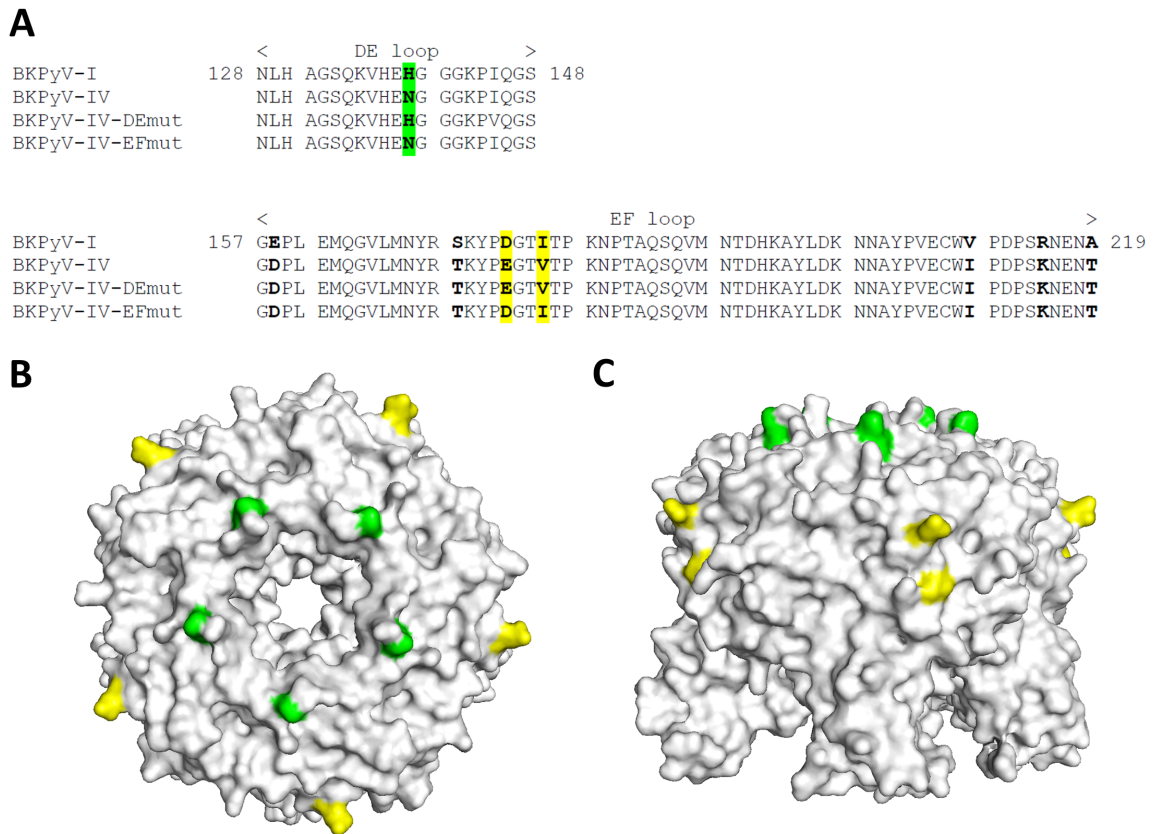 A
< DE loop >
BKPyV-I 128 NLH AGSQKVHEHG GGKPIQGS 148
BKPyV-IV NLH AGSQKVHENG GGKPIQGS
BKPyV-IV-DEmut NLH AGSQKVHEHG GGKPVQGS
BKPyV-IV-EFmut NLH AGSQKVHENG GGKPIQGS
< EF loop >
BKPyV-I 157 GEPL EMQGVLMNYR SKYPDGTITP KNPTAQSQVM NTDHKAYLDK NNAYPVECWV PDPSRNENA 219
BKPyV-IV GDPL EMQGVLMNYR TKYPEGTVTP KNPTAQSQVM NTDHKAYLDK NNAYPVECWI PDPSKNENT
BKPyV-IV-DEmut GDPL EMQGVLMNYR TKYPEGTVTP KNPTAQSQVM NTDHKAYLDK NNAYPVECWI PDPSKNENT
BKPyV-IV-EFmut GDPL EMQGVLMNYR TKYPDGTITP KNPTAQSQVM NTDHKAYLDK NNAYPVECWI PDPSKNENT
B C